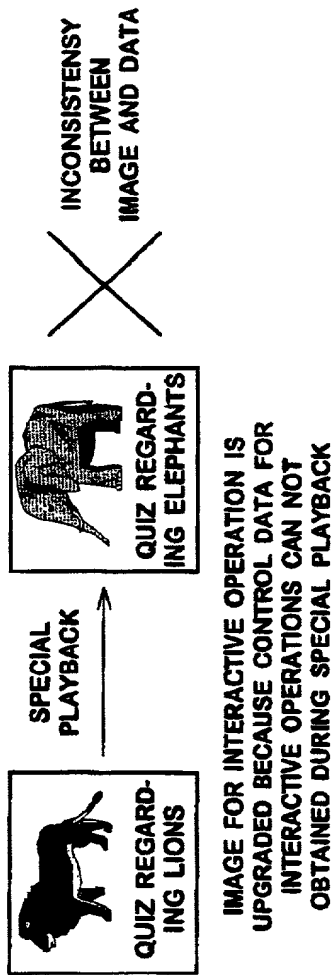 QUIZ REGARD-
ING LIONS
SPECIAL
PLAYBACK
QUIZ REGARD-
ING ELEPHANTS
INCONSISTENSY
BETWEEN
IMAGE AND DATA
IMAGE FOR INTERACTIVE OPERATION IS
UPGRADED BECAUSE CONTROL DATA FOR
INTERACTIVE OPERATIONS CAN NOT
OBTAINED DURING SPECIAL PLAYBACK